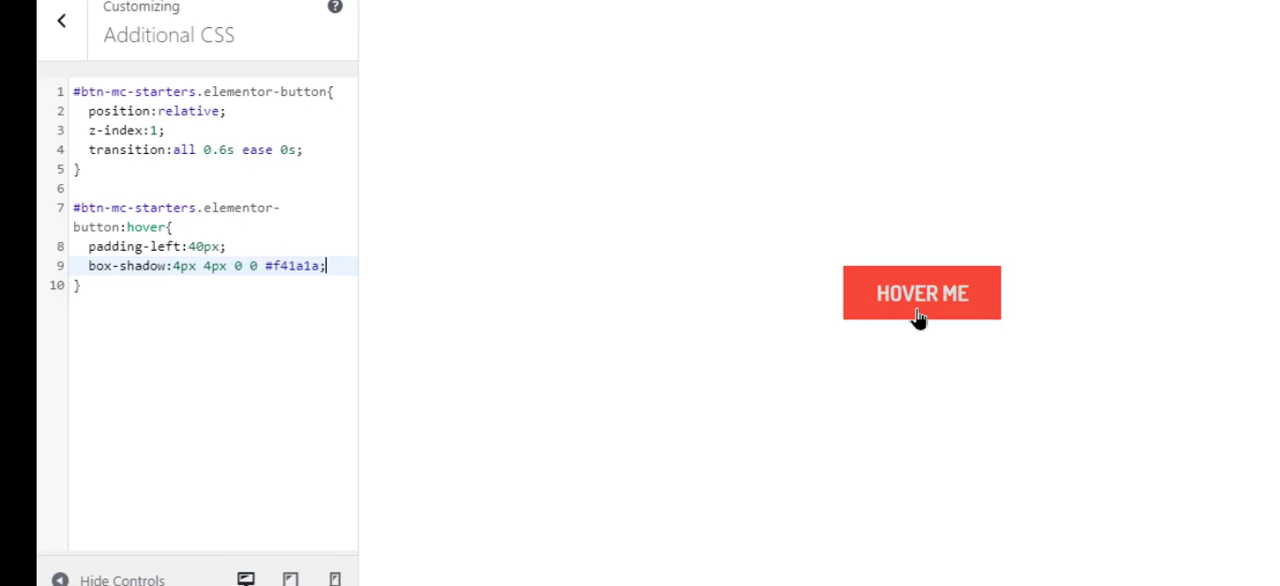 Customizing
Additional CSS
1 #btn-mc-starters.elementor-button{
2 position:relative;
3 z-index:1;
4 transition:all 0.6s ease 0s;
5 }
6
7 #btn-mc-starters.elementor-
button:hover{
8 padding-left:40px;
9 box-shadow:4px 4px 0 0 #f41a1a;
10 }
HOVER ME
Hide Controls